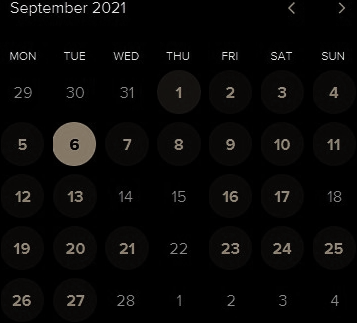 September 2021
MON TUE WED THU FRI SAT SUN
29 30 31 1 2 3 4
5 6 7 8 9 10 11
12 13 14 15 16 17 18
19 20 21 22 23 24 25
26 27 28 1 2 3 4